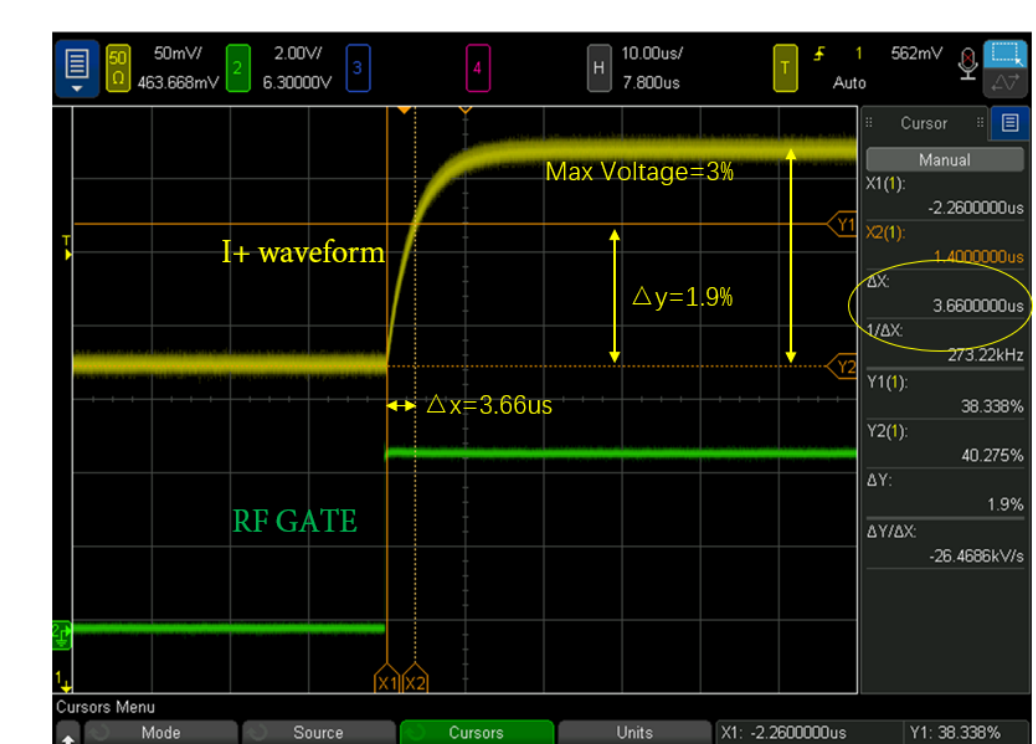 50 Ω 50mV/ 463.668mV 2 2.00V/ 6.30000V 3 4 H 10.00us/ 7.800us T 1 562mV Auto
Cursor
Manual
X1(1):
-2.2600000us
X2(1):
1.4000000us
ΔX:
3.6600000us
1/ΔX:
273.22kHz
Y1(1):
38.338%
Y2(1):
40.275%
ΔY:
1.9%
ΔY/ΔX:
-26.4686kV/s
Max Voltage=3%
T
Y1
I+ waveform
△y=1.9%
Y2
△x=3.66us
RF GATE
2
1
X1 X2
Cursors Menu
Mode Source Cursors Units X1: -2.2600000us Y1: 38.338%